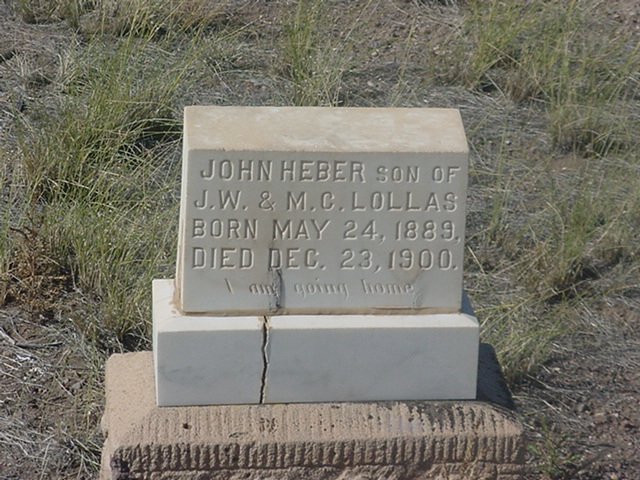 JOHN HEBER SON OF
J.W. & M.C. LOLLAS
BORN MAY 24, 1889,
DIED DEC. 23, 1900.
I am going home